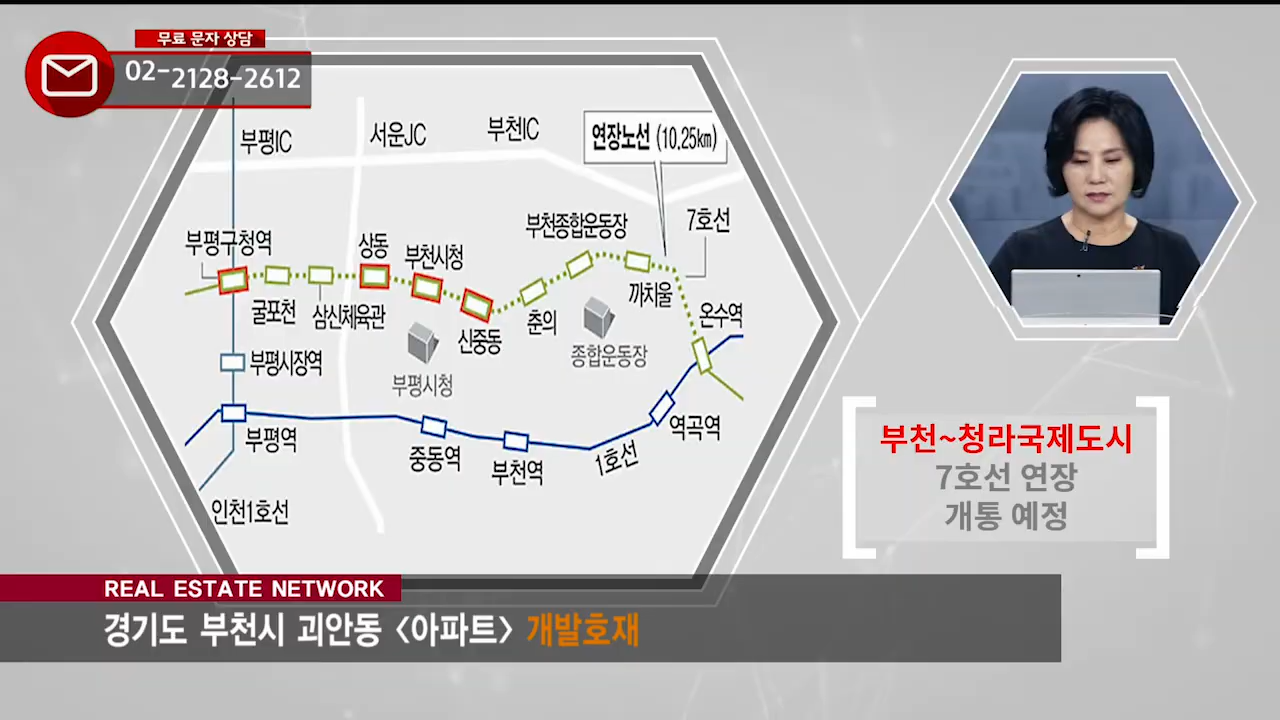 무료 문자 상담
02-2128-2612
부평IC
서운JC
부천IC
연장노선 (10.25㎞)
7호선
부평구청역
굴포천
삼신체육관
상동
부천시청
신중동
춘의
부천종합운동장
까치울
온수역
부평시청
종합운동장
부평시장역
부평역
중동역
부천역
1호선
역곡역
인천1호선
부천~청라국제도시
7호선 연장
개통 예정
REAL ESTATE NETWORK
경기도 부천시 괴안동 <아파트> 개발호재